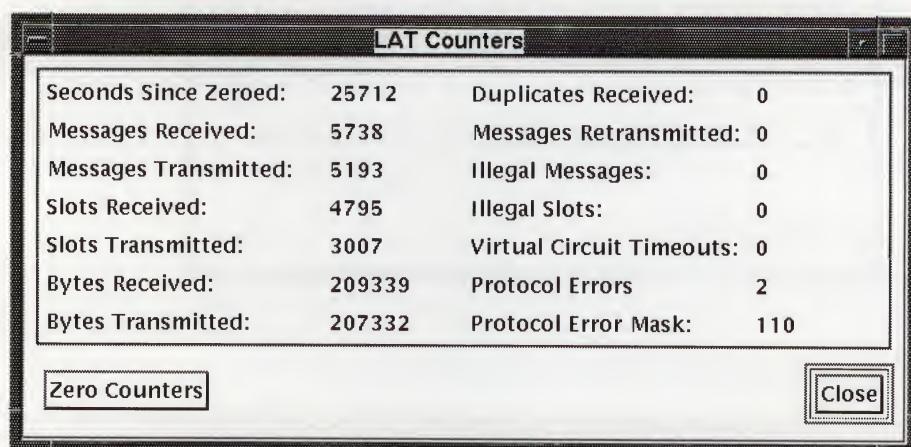 LAT Counters
Seconds Since Zeroed: 25712 Duplicates Received: 0
Messages Received: 5738 Messages Retransmitted: 0
Messages Transmitted: 5193 Illegal Messages: 0
Slots Received: 4795 Illegal Slots: 0
Slots Transmitted: 3007 Virtual Circuit Timeouts: 0
Bytes Received: 209339 Protocol Errors 2
Bytes Transmitted: 207332 Protocol Error Mask: 110
Zero Counters Close